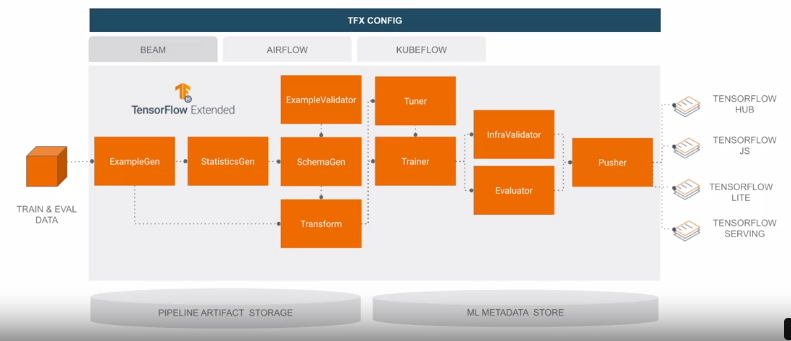 TFX CONFIG
BEAM
AIRFLOW
KUBEFLOW
TensorFlow Extended
ExampleValidator
Tuner
InfraValidator
ExampleGen
StatisticsGen
SchemaGen
Trainer
Pusher
Evaluator
Transform
TRAIN & EVAL
DATA
TENSORFLOW
HUB
TENSORFLOW
JS
TENSORFLOW
LITE
TENSORFLOW
SERVING
PIPELINE ARTIFACT STORAGE
ML METADATA STORE